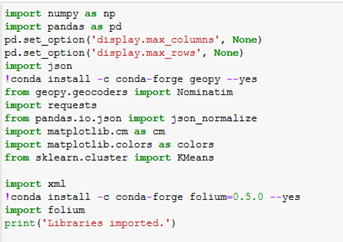 import numpy as np
import pandas as pd
pd.set_option('display.max_columns', None)
pd.set_option('display.max_rows', None)
import json
!conda install -c conda-forge geopy --yes
from geopy.geocoders import Nominatim
import requests
from pandas.io.json import json_normalize
import matplotlib.cm as cm
import matplotlib.colors as colors
from sklearn.cluster import KMeans
import xml
!conda install -c conda-forge folium=0.5.0 --yes
import folium
print('Libraries imported.')